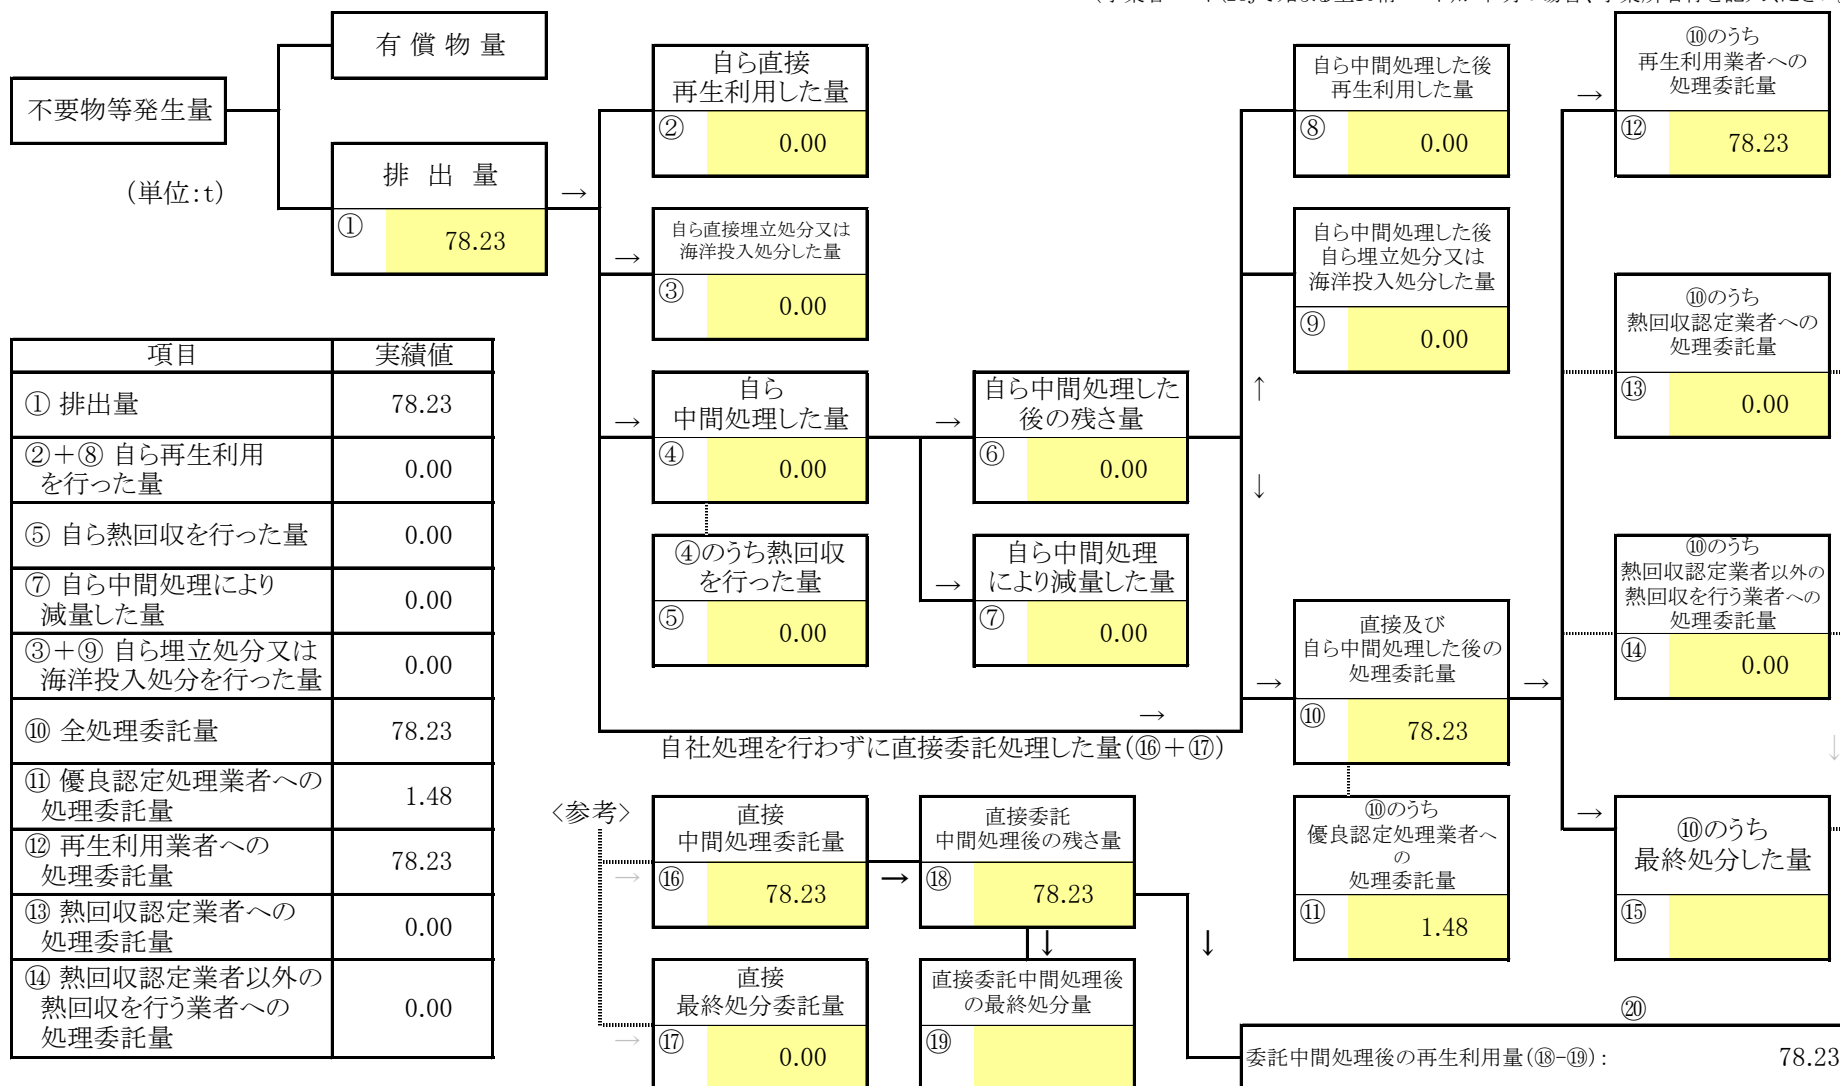 有 償 物 量
不要物等発生量
(単位:t)
排 出 量
→
① 78.23
自ら直接
再生利用した量
② 0.00
→
自ら直接埋立処分又は
海洋投入処分した量
③ 0.00
→
自ら
中間処理した量
④ 0.00
④のうち熱回収
を行った量
⑤ 0.00
→
自ら中間処理した
後の残さ量
⑥ 0.00
→
自ら中間処理
により減量した量
⑦ 0.00
自ら中間処理した後
再生利用した量
⑧ 0.00
自ら中間処理した後
自ら埋立処分又は
海洋投入処分した量
⑨ 0.00
↑
↓
→
自社処理を行わずに直接委託処理した量(⑯+⑰)
→
直接及び
自ら中間処理した後の
処理委託量
⑩ 78.23
→
⑩のうち
優良認定処理業者へ
の
処理委託量
⑪ 1.48
→
⑩のうち
再生利用業者への
処理委託量
⑫ 78.23
⑩のうち
熱回収認定業者への
処理委託量
⑬ 0.00
⑩のうち
熱回収認定業者以外の
熱回収を行う業者への
処理委託量
⑭ 0.00
↓
→
⑩のうち
最終処分した量
⑮
項目 実績値
① 排出量 78.23
②+⑧ 自ら再生利用
を行った量 0.00
⑤ 自ら熱回収を行った量 0.00
⑦ 自ら中間処理により
減量した量 0.00
③+⑨ 自ら埋立処分又は
海洋投入処分を行った量 0.00
⑩ 全処理委託量 78.23
⑪ 優良認定処理業者への
処理委託量 1.48
⑫ 再生利用業者への
処理委託量 78.23
⑬ 熱回収認定業者への
処理委託量 0.00
⑭ 熱回収認定業者以外の
熱回収を行う業者への
処理委託量 0.00
<参考>
→
直接
中間処理委託量
⑯ 78.23
→
直接委託
中間処理後の残さ量
⑱ 78.23
↓
↓
→
直接
最終処分委託量
⑰ 0.00
直接委託中間処理後
の最終処分量
⑲
⑳
委託中間処理後の再生利用量(⑱-⑲): 78.23